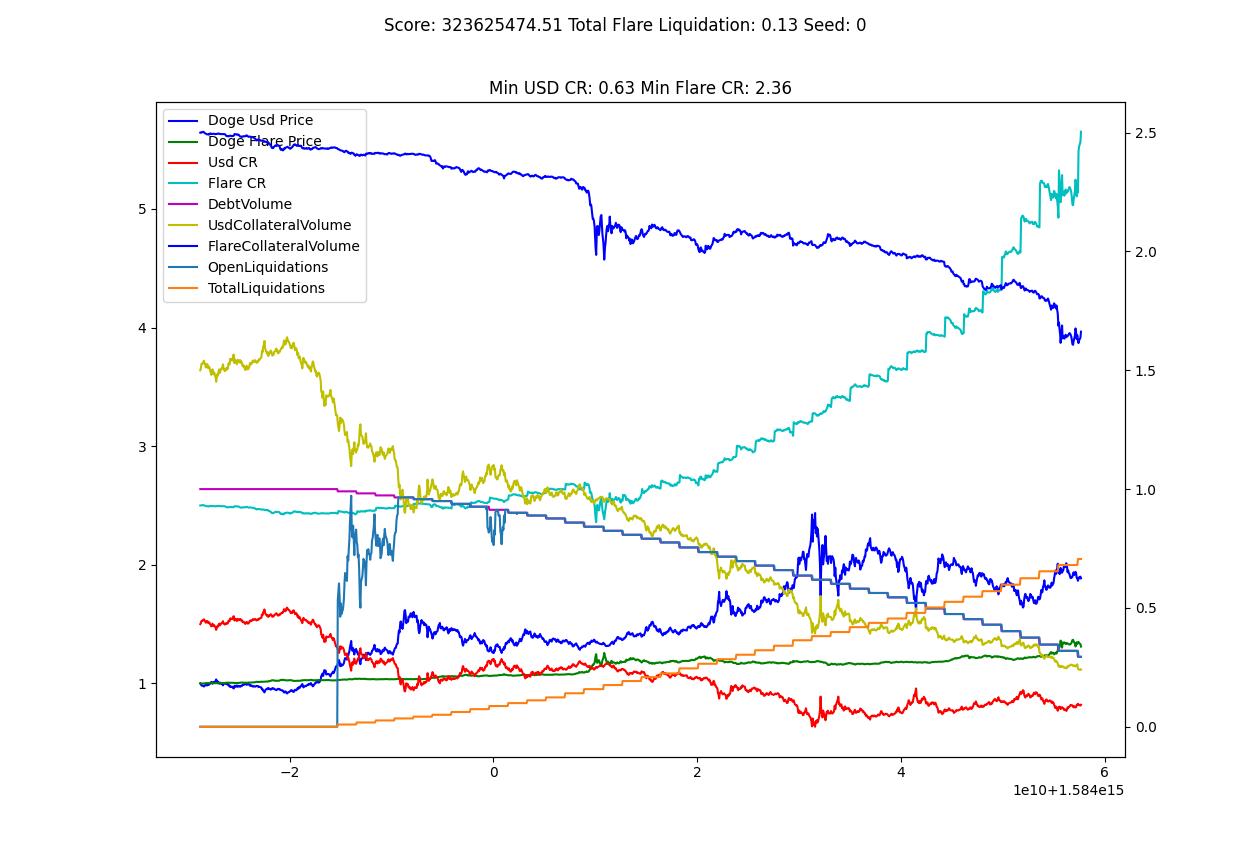 Score: 323625474.51 Total Flare Liquidation: 0.13 Seed: 0
Min USD CR: 0.63 Min Flare CR: 2.36
Doge Usd Price
Doge Flare Price
Usd CR
Flare CR
DebtVolume
UsdCollateralVolume
FlareCollateralVolume
OpenLiquidations
TotalLiquidations
5
4
3
2
1
2.5
2.0
1.5
1.0
0.5
0.0
−2 0 2 4 6
1e10+1.584e15